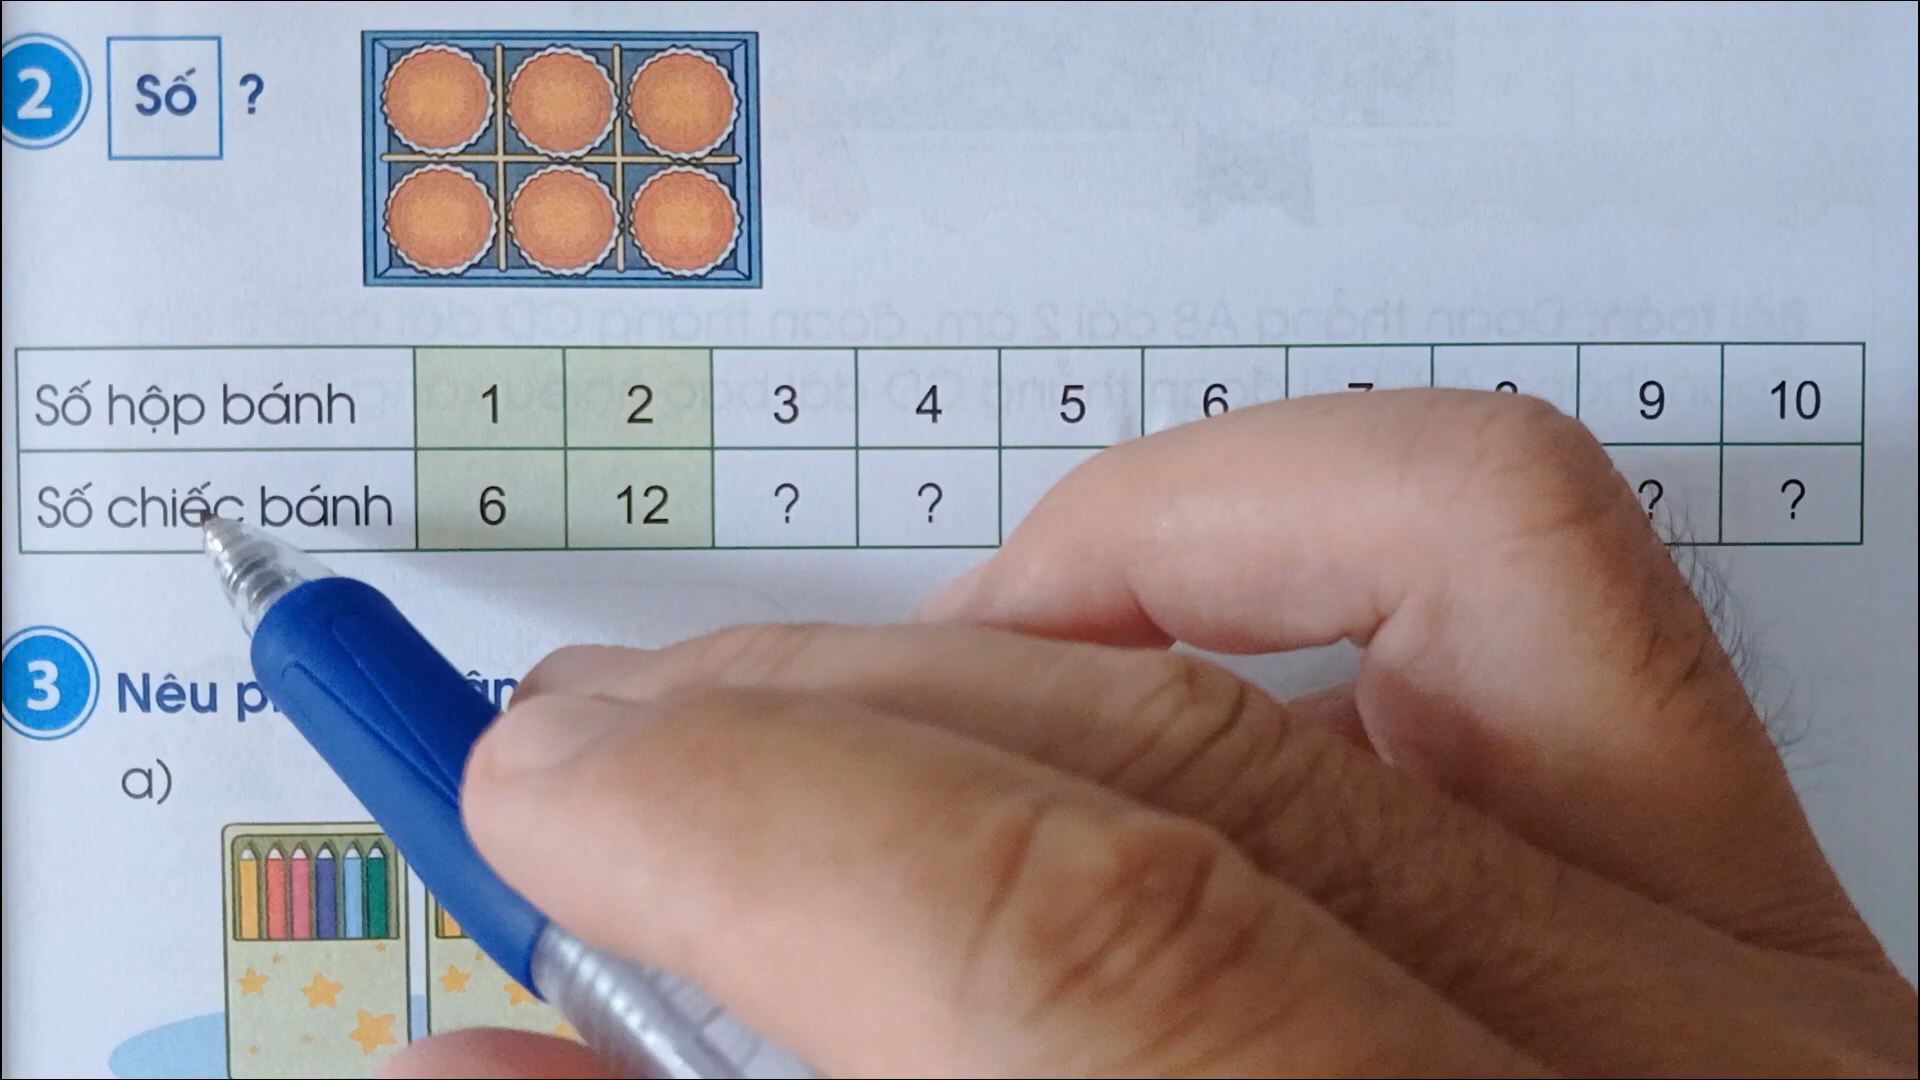 2 Số ?
Số hộp bánh 1 2 3 4 5 6 9 10
Số chiếc bánh 6 12 ? ? ? ?
3 Nêu
a)